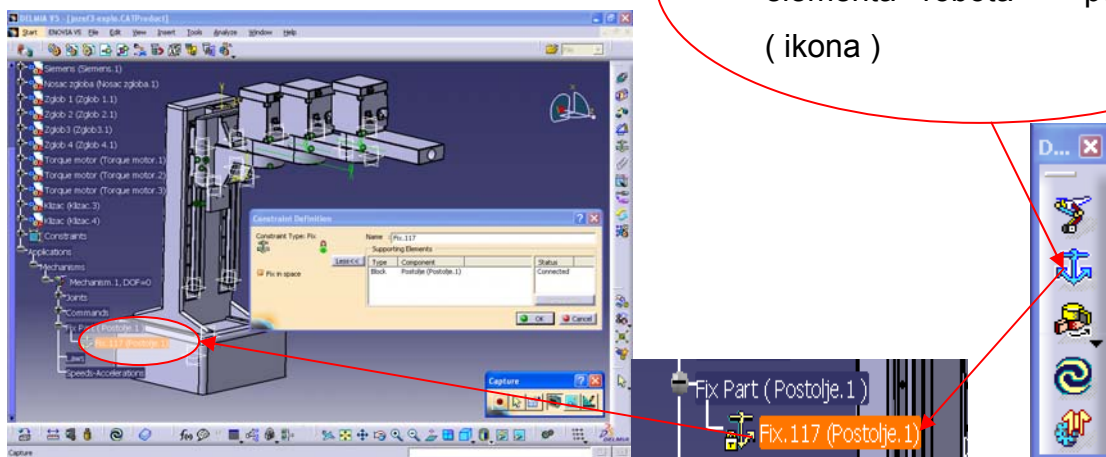 elementa robota p
( ikona )
DELMIA V5 - [jozef3-explo.CATProduct]
Start ENOVIA V5 File Edit View Insert Tools Analyze Window Help
Siemens (Siemens.1)
Nosac zgloba (Nosac zgloba.1)
Zglob 1 (Zglob 1.1)
Zglob 2 (Zglob 2.1)
Zglob3 (Zglob3.1)
Zglob 4 (Zglob 4.1)
Torque motor (Torque motor.1)
Torque motor (Torque motor.2)
Torque motor (Torque motor.3)
Klizac (Klizac.3)
Klizac (Klizac.4)
Constraints
Applications
Mechanisms
Mechanism.1, DOF=0
Joints
Commands
Fix Part ( Postolje.1 )
Fix.117 (Postolje.1)
Laws
Speeds-Accelerations
Constraint Definition
Constraint Type: Fix
Name : Fix.117
Supporting Elements
Less<<
Type Component Status
Block Postolje (Postolje.1) Connected
Fix in space
OK Cancel
Capture
DELMIA
Capture
D...
Fix Part ( Postolje.1 )
Fix.117 (Postolje.1)